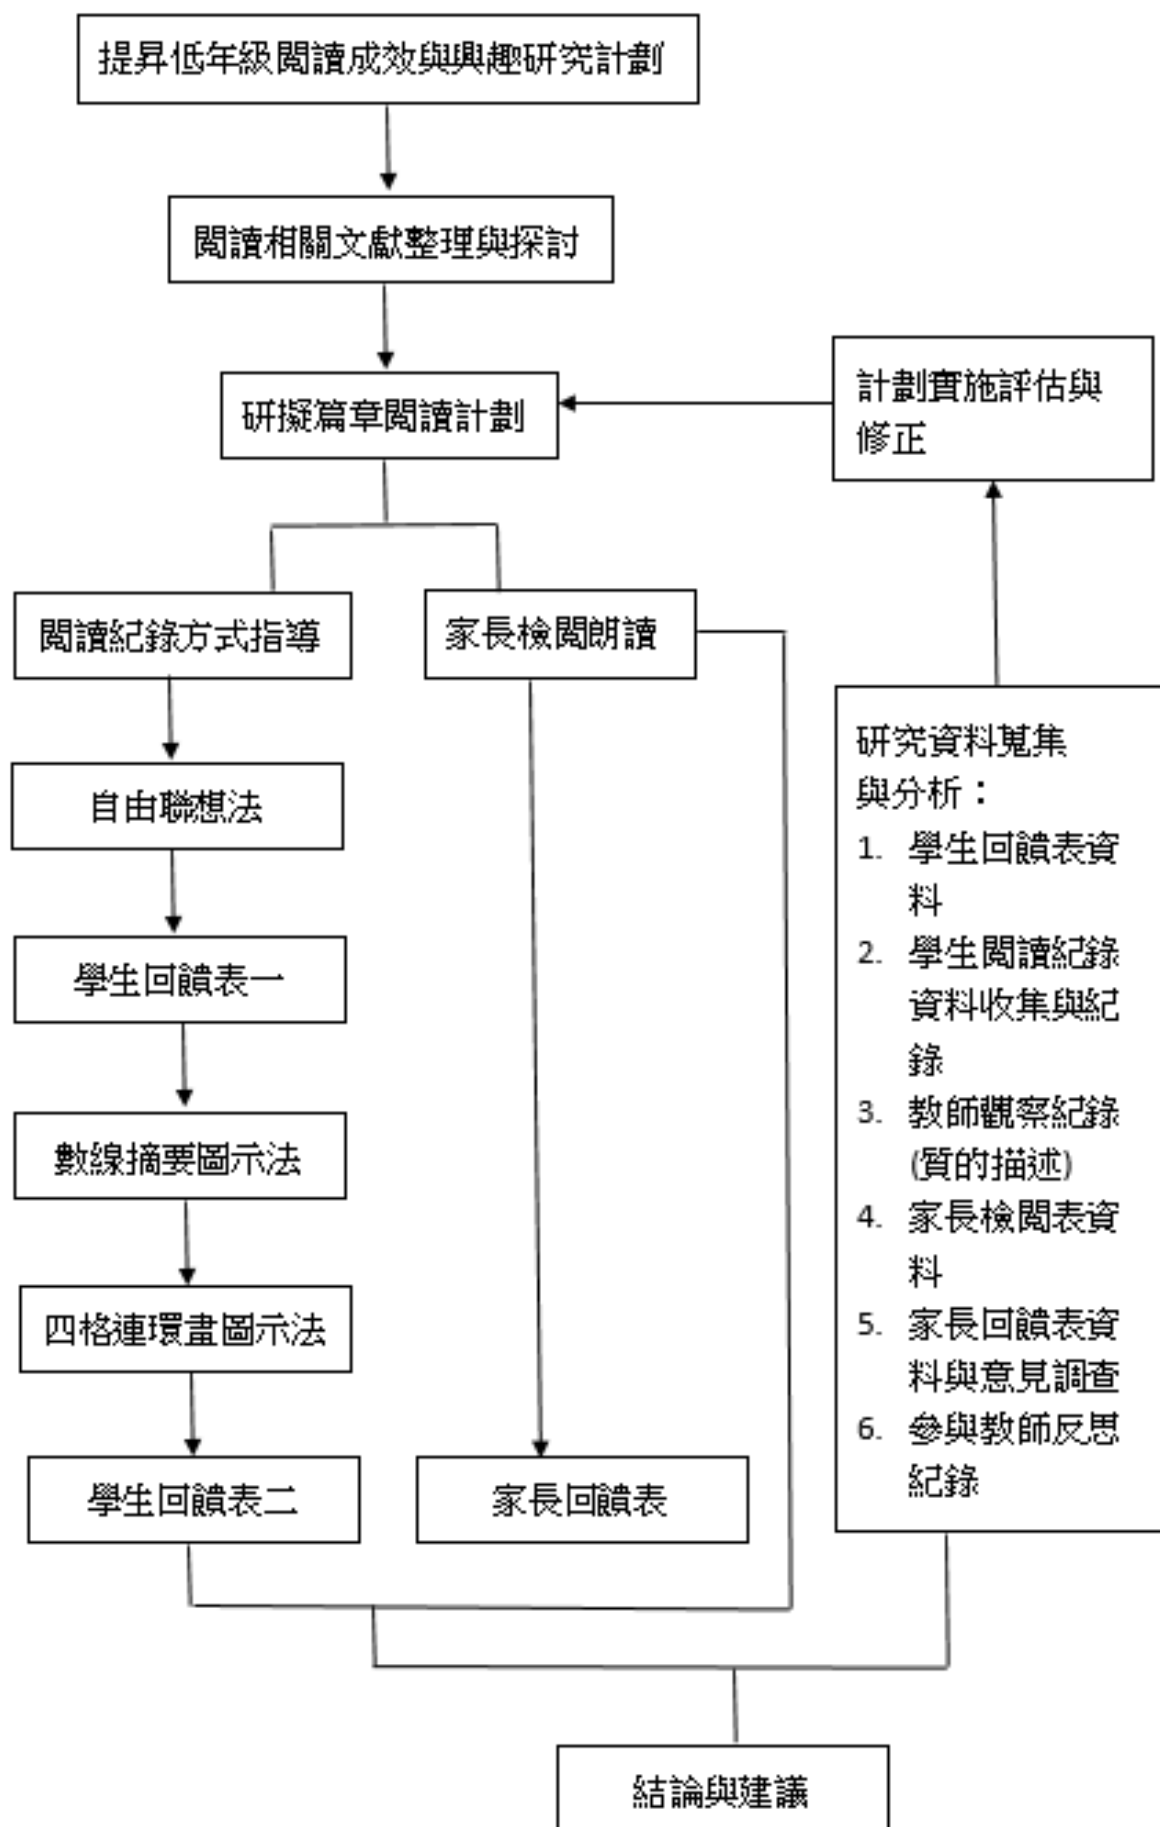 提昇低年級閱讀成效與興趣研究計劃
閱讀相關文獻整理與探討
研擬篇章閱讀計劃
計劃實施評估與
修正
閱讀紀錄方式指導
家長檢閱朗讀
自由聯想法
學生回饋表一
數線摘要圖示法
四格連環畫圖示法
學生回饋表二
家長回饋表
研究資料蒐集
與分析：
1. 學生回饋表資
料
2. 學生閱讀紀錄
資料收集與紀
錄
3. 教師觀察紀錄
(質的描述)
4. 家長檢閱表資
料
5. 家長回饋表資
料與意見調查
6. 參與教師反思
紀錄
結論與建議